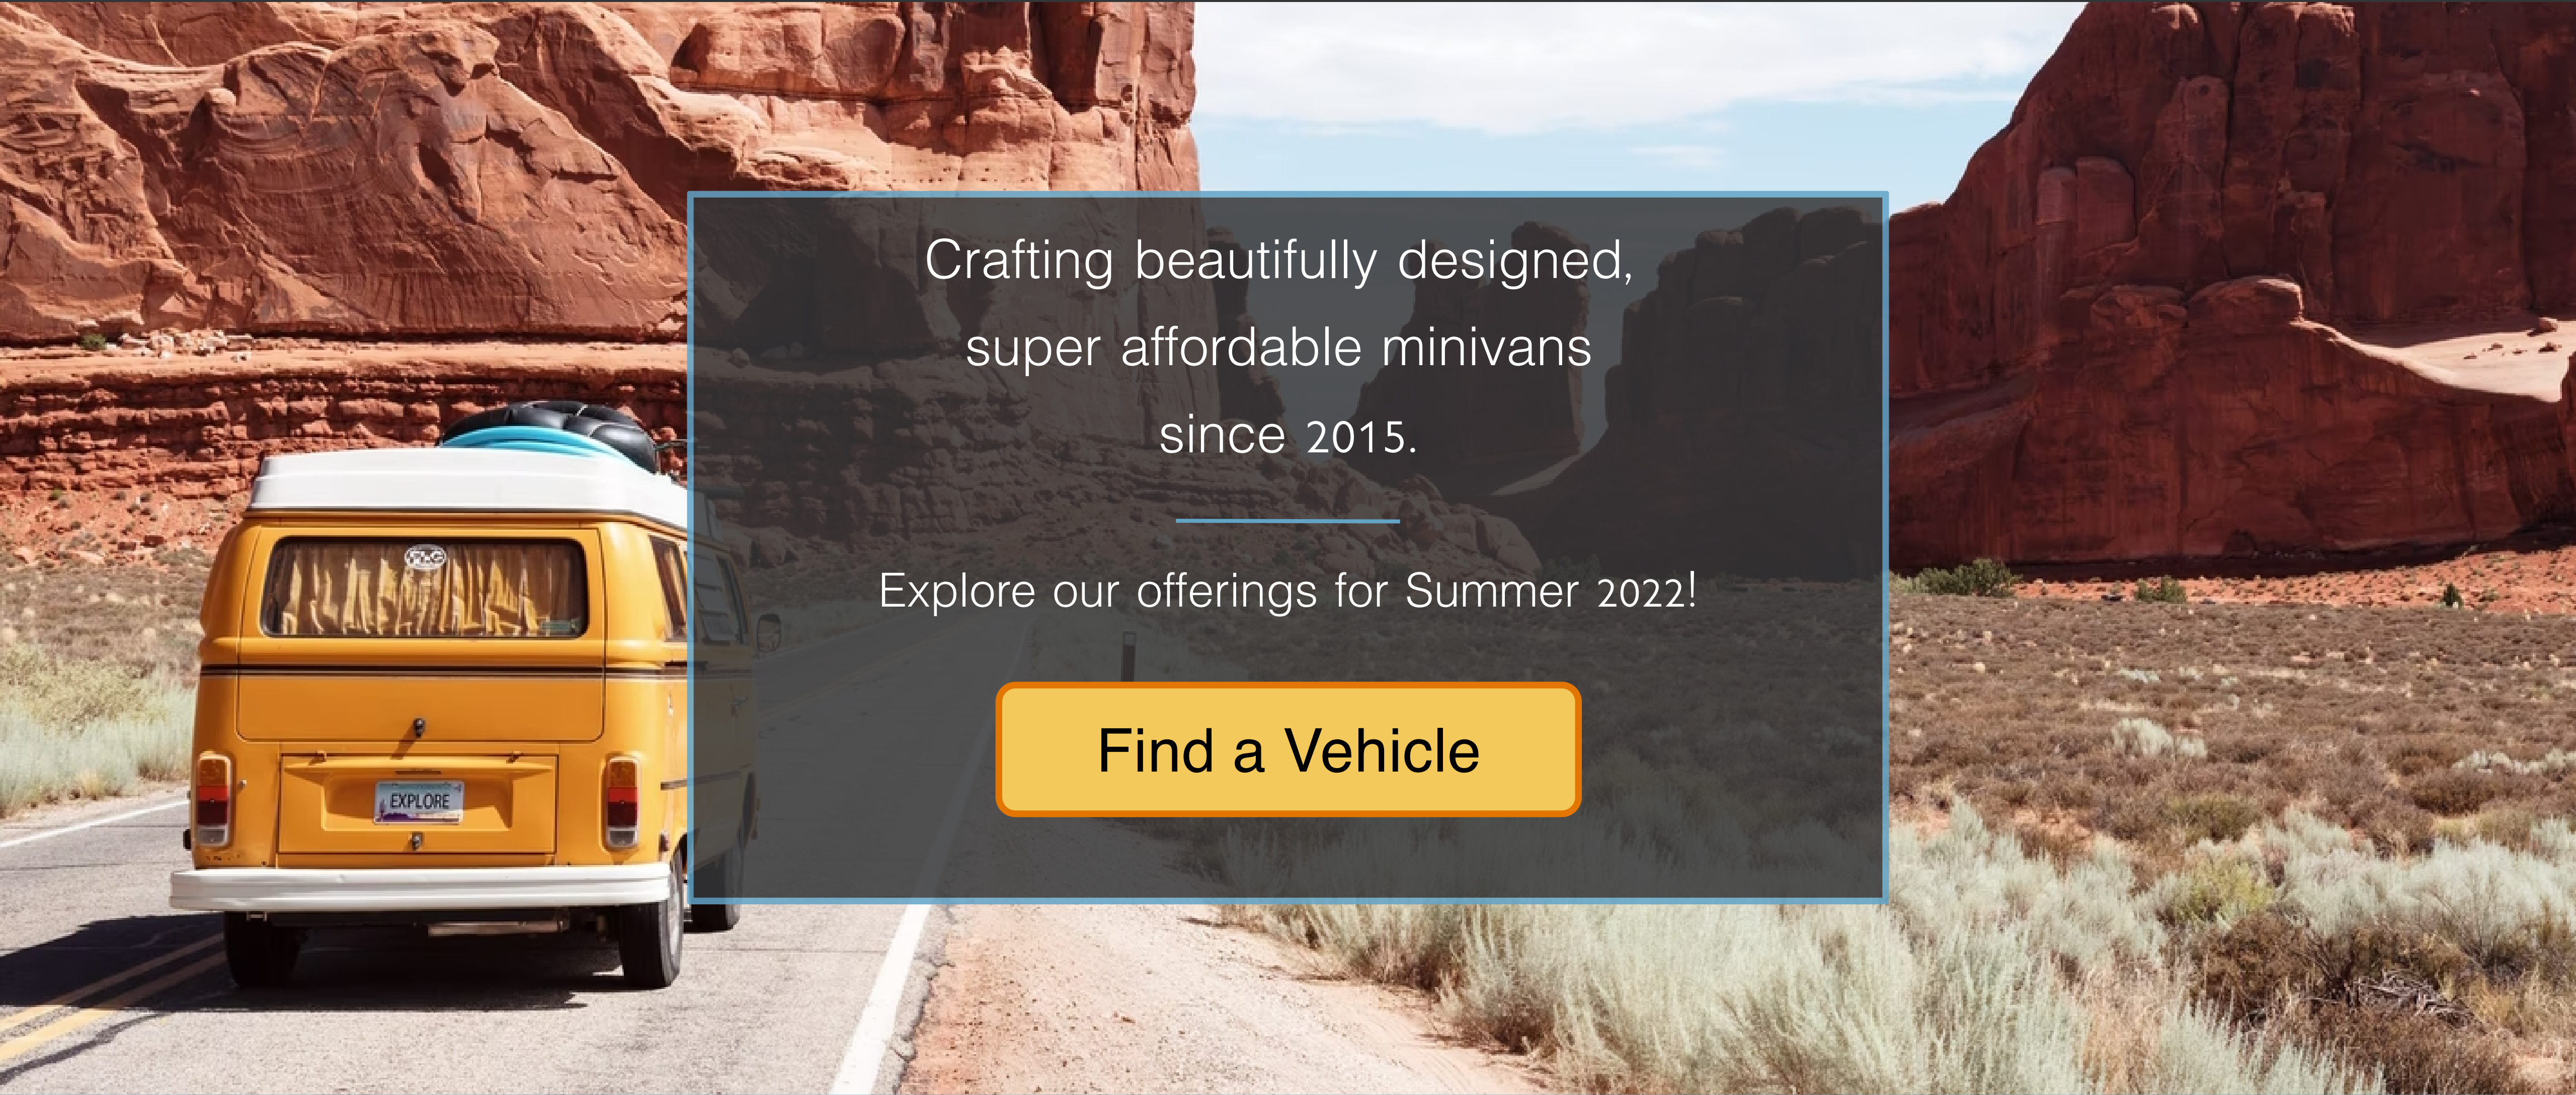 Crafting beautifully designed,
super affordable minivans
since 2015.
Explore our offerings for Summer 2022!
Find a Vehicle
EXPLORE